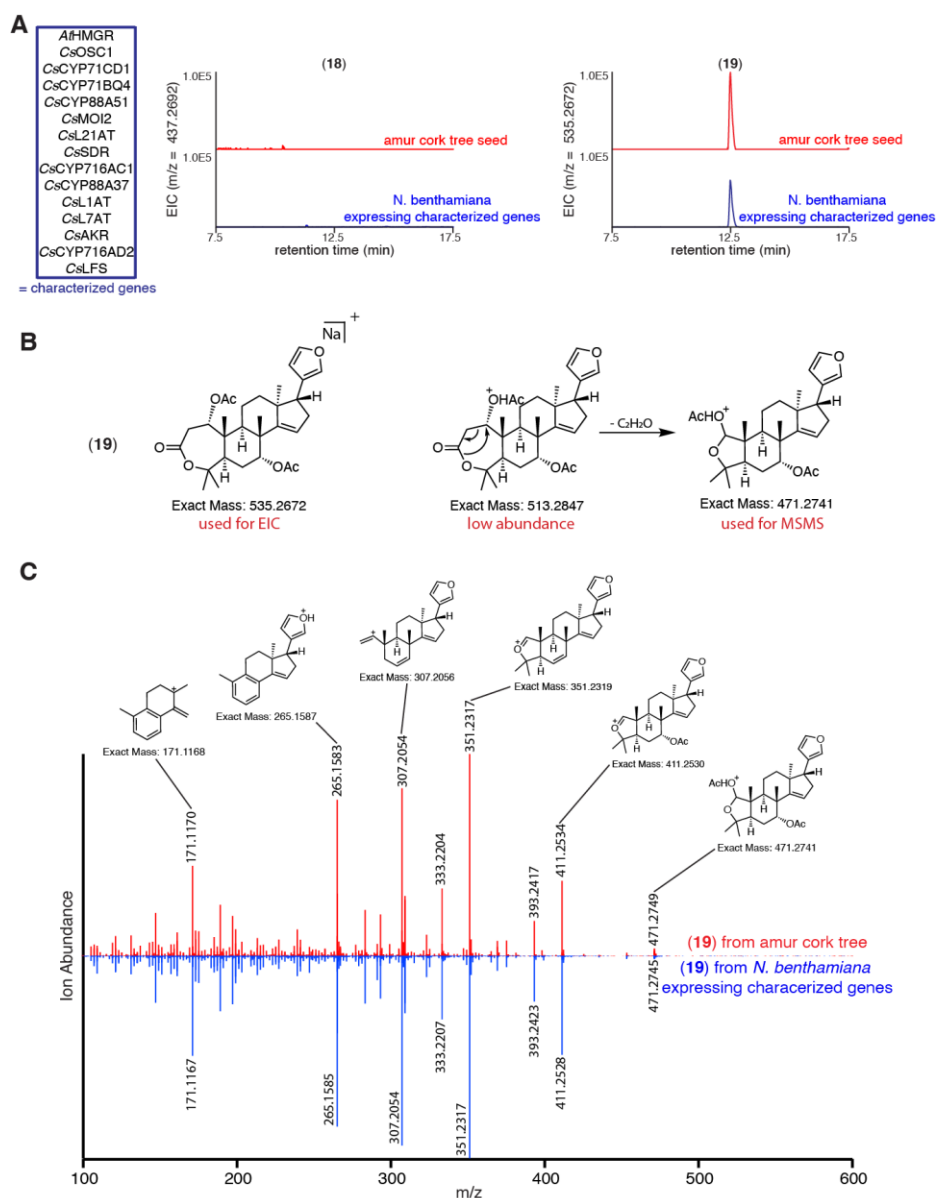 A
AtHMGR
CsOSC1
CsCYP71CD1
CsCYP71BQ4
CsCYP88A51
CsMOI2
CsL21AT
CsSDR
CsCYP716AC1
CsCYP88A37
CsL1AT
CsL7AT
CsAKR
CsCYP716AD2
CsLFS
= characterized genes
(18)
EIC (m/z = 437.2692)
1.0E5
amur cork tree seed
1.0E5
N. benthamiana
expressing characterized genes
7.5 12.5 17.5
retention time (min)
(19)
EIC (m/z = 535.2672)
1.0E5
amur cork tree seed
1.0E5
N. benthamiana
expressing characterized genes
7.5 12.5 17.5
retention time (min)
B
(19)
Na +
O
OAc
H
H
O
O
H
OAc
Exact Mass: 535.2672
used for EIC
O
+
OHAc
H
H
O
O
H
OAc
Exact Mass: 513.2847
low abundance
- C2H2O
O
AcHO+
H
H
O
H
OAc
Exact Mass: 471.2741
used for MSMS
C
+
Exact Mass: 171.1168
+
OH
H
Exact Mass: 265.1587
O
+
H
H
Exact Mass: 307.2056
O
H
+
O
H
H
Exact Mass: 351.2319
O
H
+
O
H
H
OAc
Exact Mass: 411.2530
O
AcHO+
H
H
O
H
OAc
Exact Mass: 471.2741
Ion Abundance
171.1170
265.1583
307.2054
333.2204
351.2317
393.2417
411.2534
471.2749
(19) from amur cork tree
(19) from N. benthamiana
expressing characerized genes
171.1167
265.1585
307.2054
333.2207
351.2317
393.2423
411.2528
471.2745
100 200 300 400 500 600
m/z